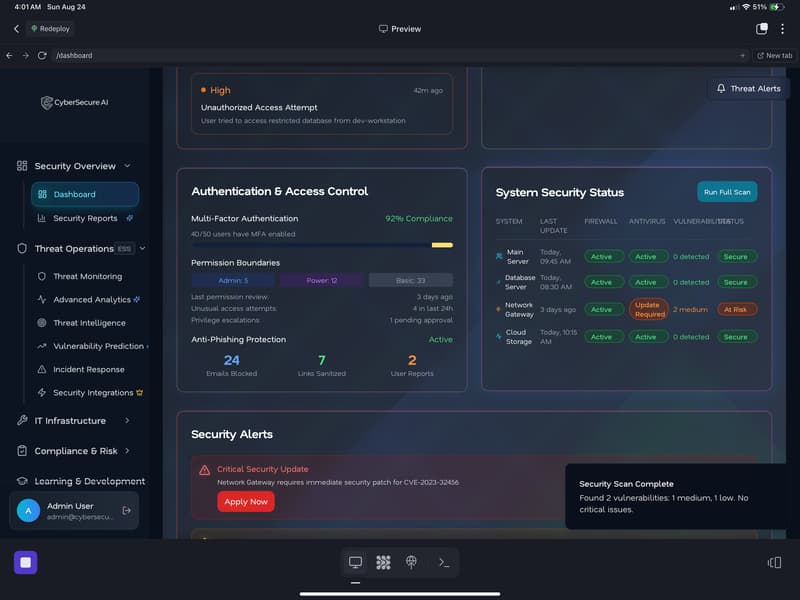 4:01 AM Sun Aug 24
51%
Redeploy
Preview
/dashboard
New tab
CyberSecure AI
Security Overview
Dashboard
Security Reports
Threat Operations ESS
Threat Monitoring
Advanced Analytics
Threat Intelligence
Vulnerability Prediction
Incident Response
Security Integrations
IT Infrastructure
Compliance & Risk
Learning & Development
A
Admin User
admin@cybersecu...
High
42m ago
Unauthorized Access Attempt
User tried to access restricted database from dev-workstation
Threat Alerts
Authentication & Access Control
Multi-Factor Authentication
92% Compliance
40/50 users have MFA enabled
Permission Boundaries
Admin: 5
Power: 12
Basic: 33
Last permission review: 3 days ago
Unusual access attempts: 4 in last 24h
Privilege escalations: 1 pending approval
Anti-Phishing Protection
Active
24 7 2
Emails Blocked Links Sanitized User Reports
System Security Status
Run Full Scan
SYSTEM LAST UPDATE FIREWALL ANTIVIRUS VULNERABILITIES STATUS
Main Server Today, 09:45 AM Active Active 0 detected Secure
Database Server Today, 08:30 AM Active Active 0 detected Secure
Network Gateway 3 days ago Active Update Required 2 medium At Risk
Cloud Storage Today, 10:15 AM Active Active 0 detected Secure
Security Alerts
Critical Security Update
Network Gateway requires immediate security patch for CVE-2023-32456
Apply Now
Security Scan Complete
Found 2 vulnerabilities: 1 medium, 1 low. No
critical issues.